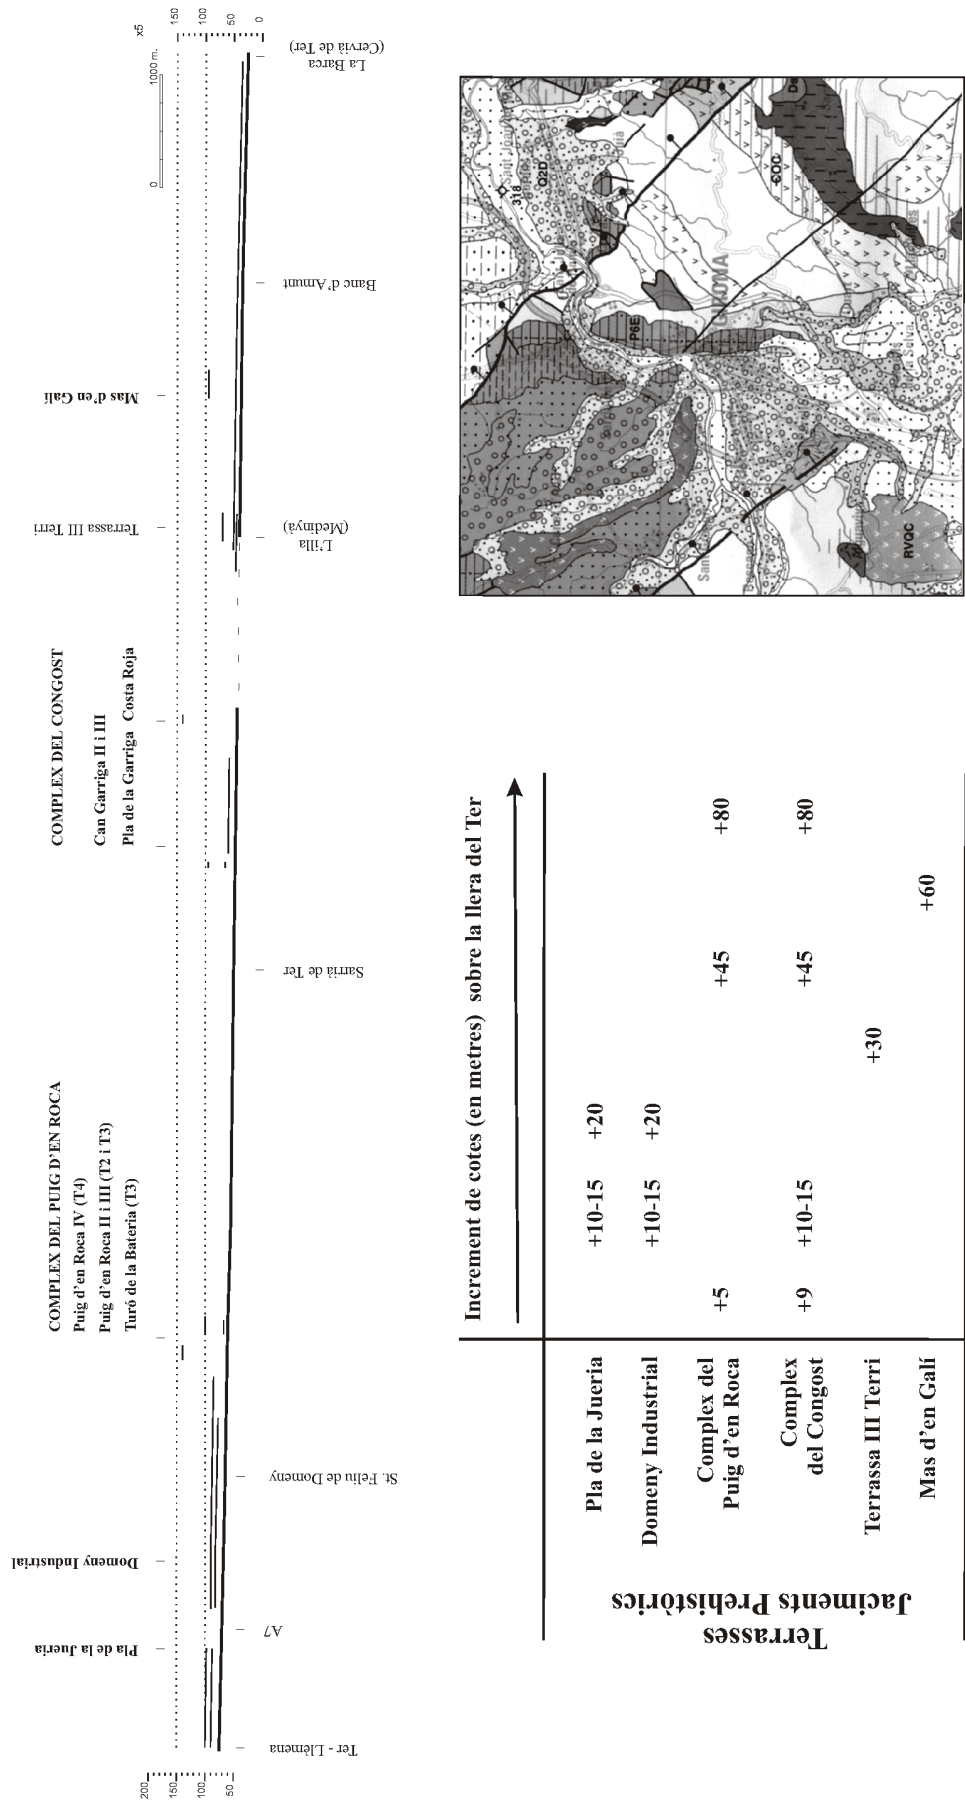 200
150
100
50
Pla de la Jueria
Domeny Industrial
COMPLEX DEL PUIG D'EN ROCA
Puig d'en Roca IV (T4)
Puig d'en Roca II i III (T2 i T3)
Turó de la Bateria (T3)
COMPLEX DEL CONGOST
Can Garriga II i III
Pla de la Garriga Costa Roja
Terrassa III Terri
Mas d'en Galí
x5
150
100
50
0
0 1000 m.
Ter - Llèmena
A7
St. Feliu de Domeny
Sarrià de Ter
L'illa
(Medinyà)
Banc d'Amunt
La Barca
(Cervià de Ter)
Increment de cotes (en metres) sobre la llera del Ter
Terrasses
Jaciments Prehistòrics
Pla de la Jueria +10-15 +20
Domeny Industrial +10-15 +20
Complex del
Puig d'en Roca +5 +45 +80
Complex
del Congost +9 +10-15 +45 +80
Terrassa III Terri +30
Mas d'en Galí +60
318
Q2D
P6E
GIRONA
COC
RVQC